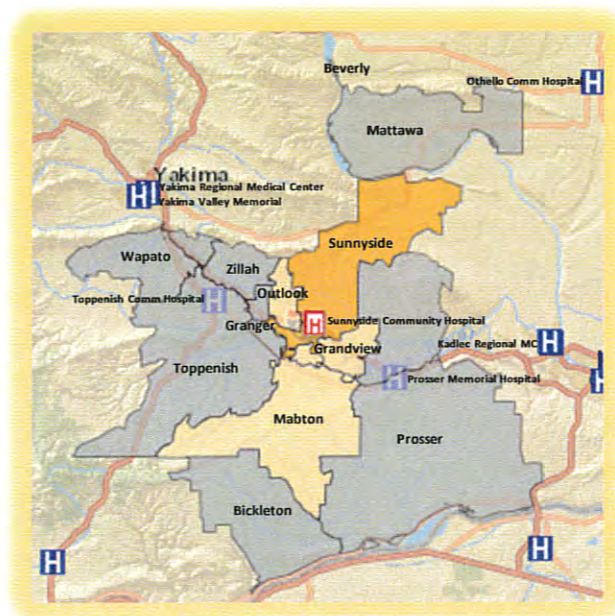 Beverly
Othello Comm Hospital
H
Mattawa
Yakima
H
Yakima Regional Medical Center
Yakima Valley Memorial
Sunnyside
Wapato
Zillah
Outlook
Toppenish Comm Hospital
H
Granger
H
Sunnyside Community Hospital
Grandview
Kadlec Regional MC
H
Toppenish
H
Prosser Memorial Hospital
H
Mabton
Prosser
Bickleton
H
H